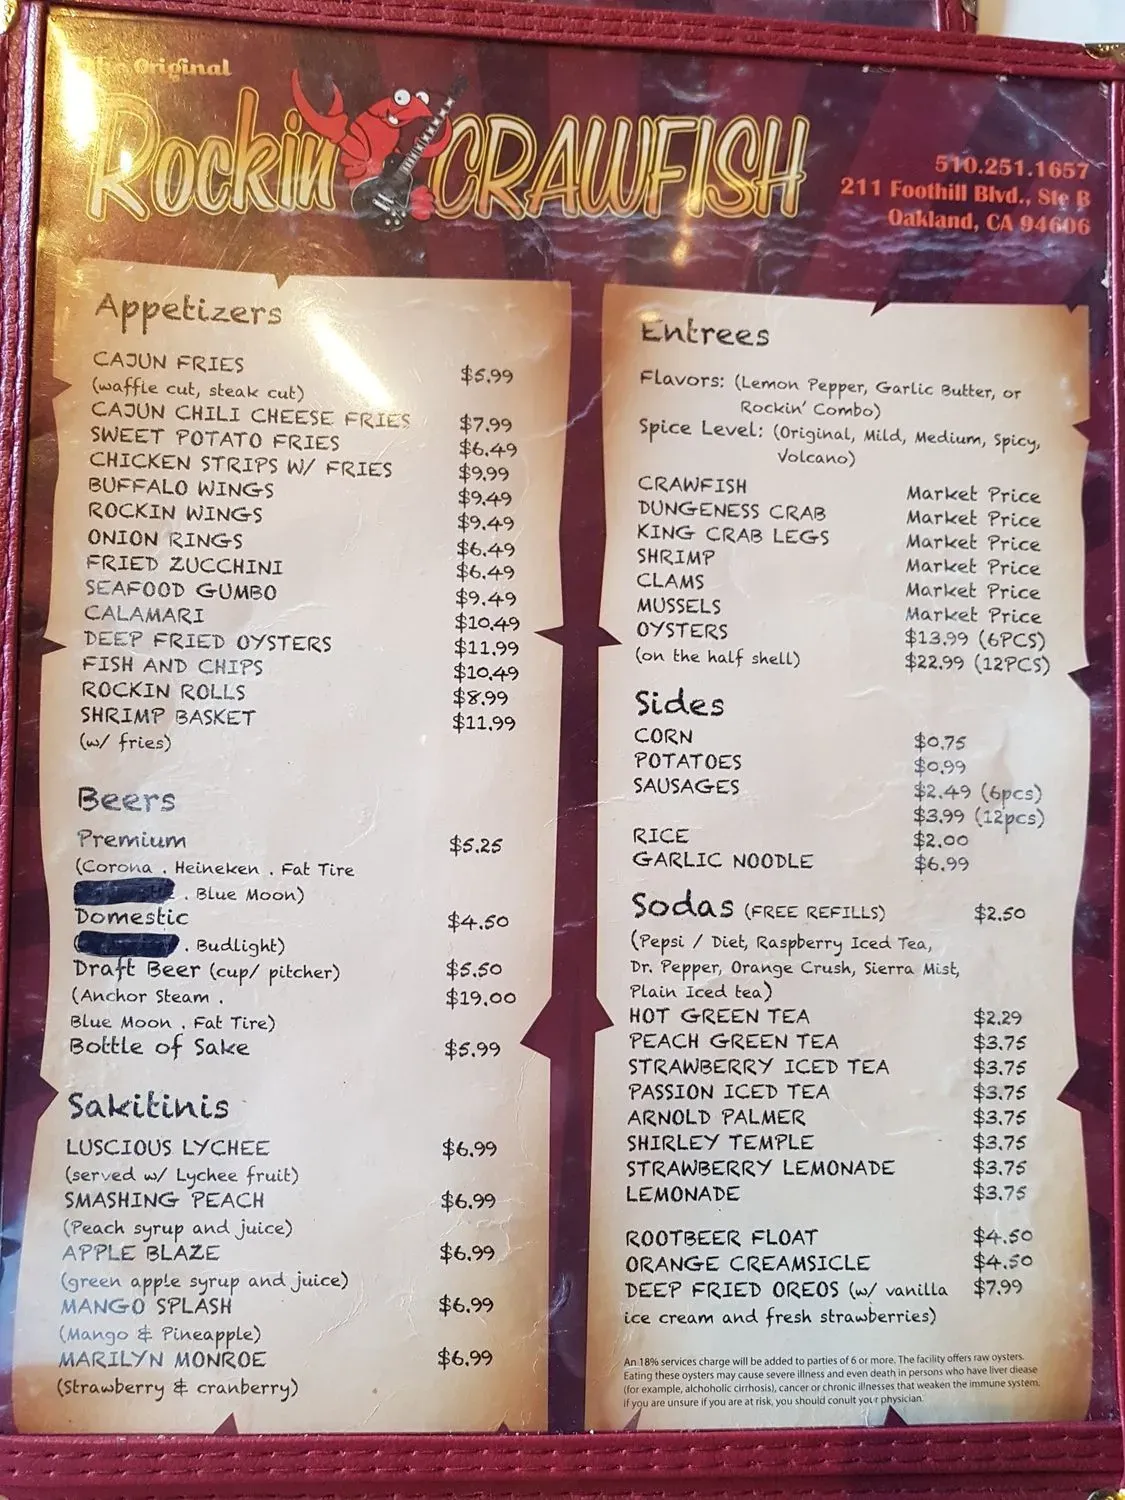 The Original
Rockin CRAWFISH
510.251.1657
211 Foothill Blvd., Ste B
Oakland, CA 94606
Appetizers
CAJUN FRIES $5.99
(waffle cut, steak cut)
CAJUN CHILI CHEESE FRIES $7.99
SWEET POTATO FRIES $6.49
CHICKEN STRIPS W/ FRIES $9.99
BUFFALO WINGS $9.49
ROCKIN WINGS $9.49
ONION RINGS $6.49
FRIED ZUCCHINI $6.49
SEAFOOD GUMBO $9.49
CALAMARI $10.49
DEEP FRIED OYSTERS $11.99
FISH AND CHIPS $10.49
ROCKIN ROLLS $8.99
SHRIMP BASKET $11.99
(w/ fries)
Beers
Premium $5.25
(Corona . Heineken . Fat Tire
. Blue Moon)
Domestic $4.50
( . Budlight)
Draft Beer (cup/ pitcher) $5.50
(Anchor Steam . $19.00
Blue Moon . Fat Tire)
Bottle of Sake $5.99
Sakitinis
LUSCIOUS LYCHEE $6.99
(served w/ Lychee fruit)
SMASHING PEACH $6.99
(Peach syrup and juice)
APPLE BLAZE $6.99
(green apple syrup and juice)
MANGO SPLASH $6.99
(Mango & Pineapple)
MARILYN MONROE $6.99
(Strawberry & cranberry)
Entrees
Flavors: (Lemon Pepper, Garlic Butter, or
Rockin' Combo)
Spice Level: (Original, Mild, Medium, Spicy,
Volcano)
CRAWFISH Market Price
DUNGENESS CRAB Market Price
KING CRAB LEGS Market Price
SHRIMP Market Price
CLAMS Market Price
MUSSELS Market Price
OYSTERS $13.99 (6PCS)
(on the half shell) $22.99 (12PCS)
Sides
CORN $0.75
POTATOES $0.99
SAUSAGES $2.49 (6pcs)
$3.99 (12pcs)
RICE $2.00
GARLIC NOODLE $6.99
Sodas (FREE REFILLS) $2.50
(Pepsi / Diet, Raspberry Iced Tea,
Dr. Pepper, Orange Crush, Sierra Mist,
Plain Iced tea)
HOT GREEN TEA $2.29
PEACH GREEN TEA $3.75
STRAWBERRY ICED TEA $3.75
PASSION ICED TEA $3.75
ARNOLD PALMER $3.75
SHIRLEY TEMPLE $3.75
STRAWBERRY LEMONADE $3.75
LEMONADE $3.75
ROOTBEER FLOAT $4.50
ORANGE CREAMSICLE $4.50
DEEP FRIED OREOS (w/ vanilla $7.99
ice cream and fresh strawberries)
An 18% services charge will be added to parties of 6 or more. The facility offers raw oysters.
Eating these oysters may cause severe illness and even death in persons who have liver diease
(for example, alchoholic cirrhosis), cancer or chronic illnesses that weaken the immune system.
if you are unsure if you are at risk, you should conult your physician.